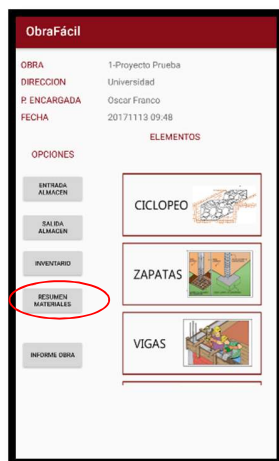 ObraFácil
OBRA 1-Proyecto Prueba
DIRECCION Universidad
P. ENCARGADA Oscar Franco
FECHA 20171113 09:48
ELEMENTOS
OPCIONES
ENTRADA
ALMACEN
CICLOPEO
SALIDA
ALMACEN
INVENTARIO
ZAPATAS
RESUMEN
MATERIALES
VIGAS
INFORME OBRA